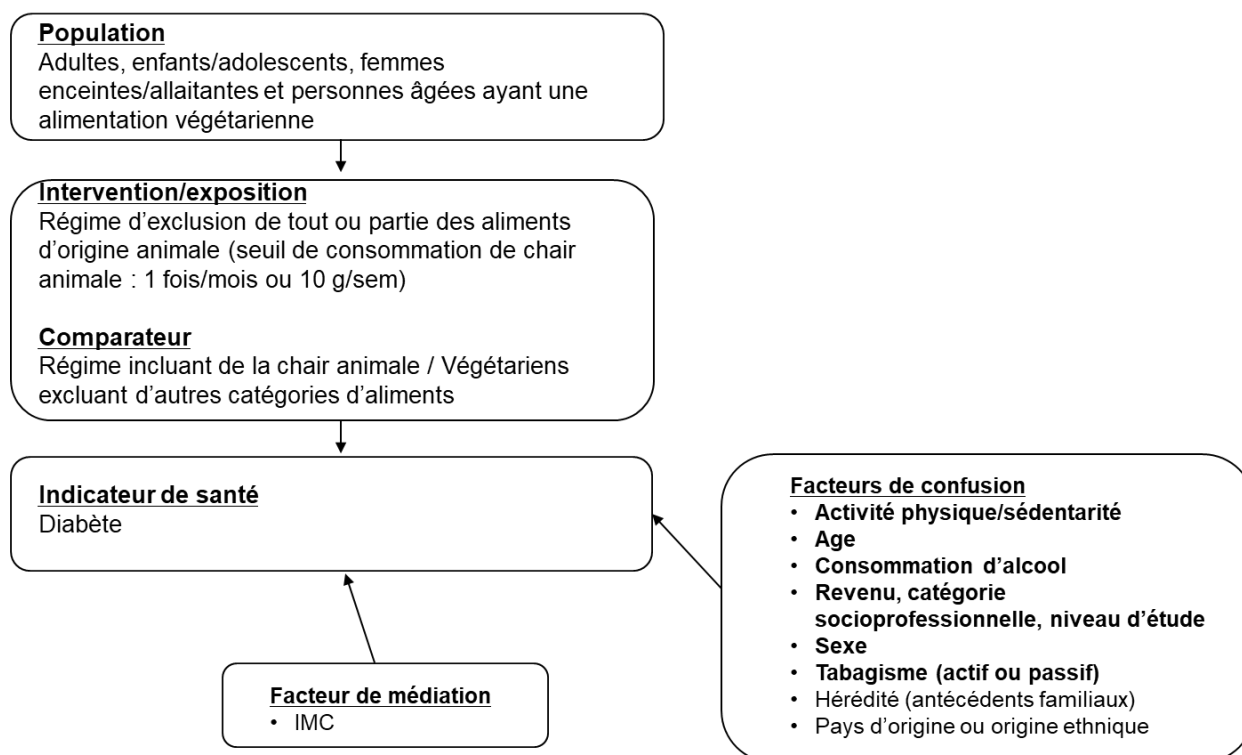 Population
Adultes, enfants/adolescents, femmes
enceintes/allaitantes et personnes âgées ayant une
alimentation végétarienne
Intervention/exposition
Régime d’exclusion de tout ou partie des aliments
d’origine animale (seuil de consommation de chair
animale : 1 fois/mois ou 10 g/sem)
Comparateur
Régime incluant de la chair animale / Végétariens
excluant d’autres catégories d’aliments
Indicateur de santé
Diabète
Facteurs de confusion
• Activité physique/sédentarité
• Age
• Consommation d’alcool
• Revenu, catégorie
socioprofessionnelle, niveau d’étude
• Sexe
• Tabagisme (actif ou passif)
• Hérédité (antécédents familiaux)
• Pays d’origine ou origine ethnique
Facteur de médiation
• IMC